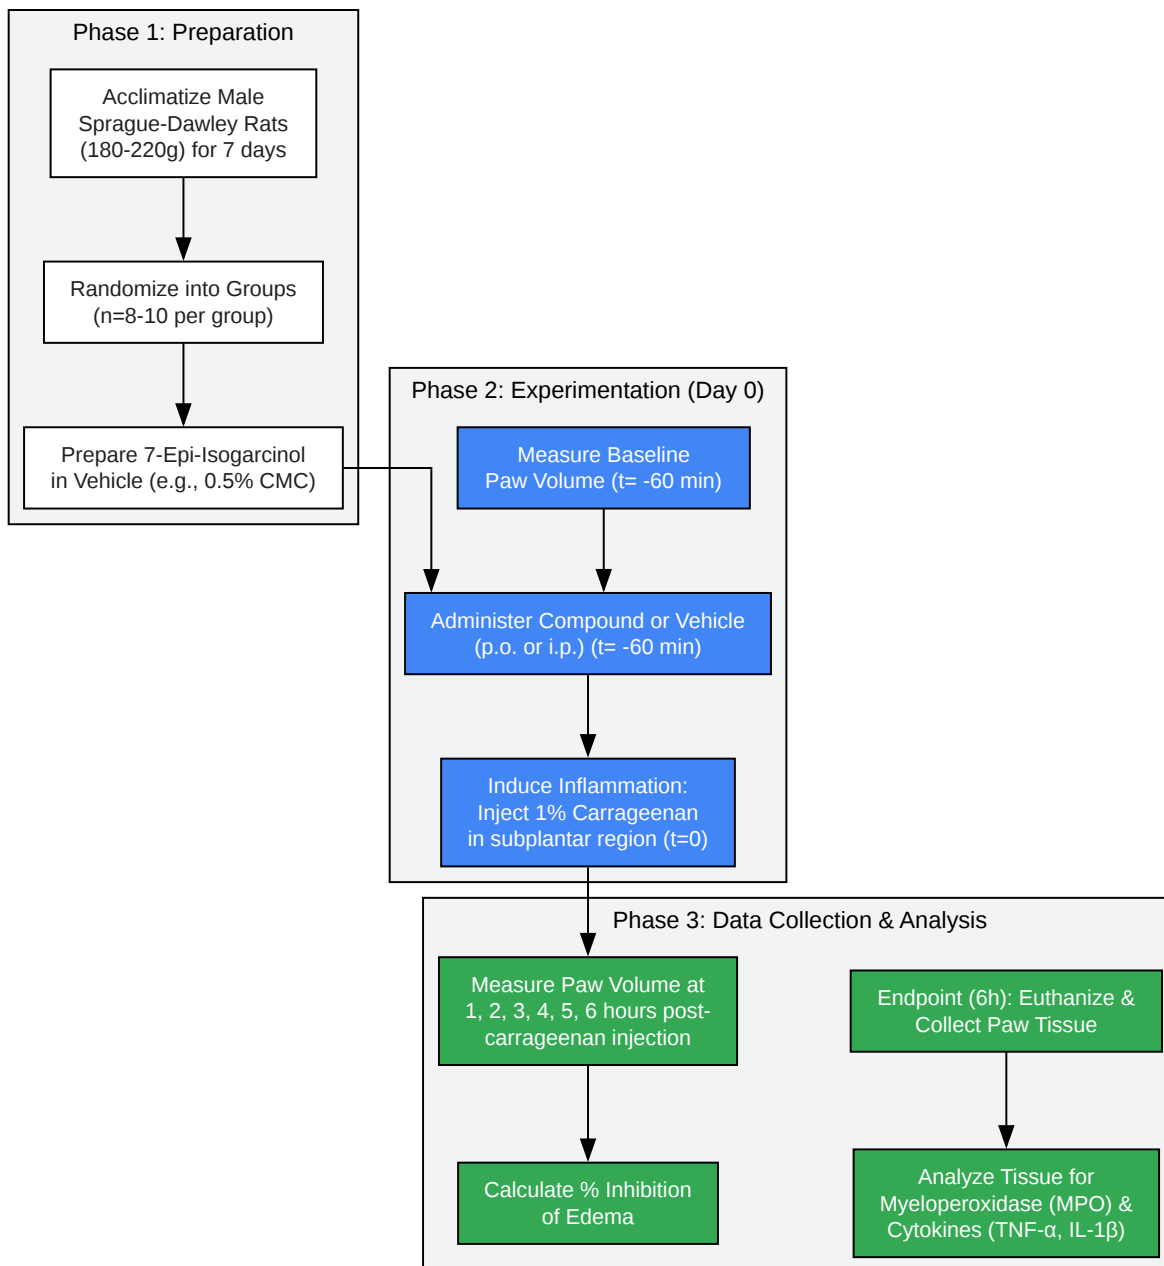 Phase 1: Preparation
Acclimatize Male
Sprague-Dawley Rats
(180-220g) for 7 days
Randomize into Groups
(n=8-10 per group)
Prepare 7-Epi-Isogarcinol
in Vehicle (e.g., 0.5% CMC)
Phase 2: Experimentation (Day 0)
Measure Baseline
Paw Volume (t= -60 min)
Administer Compound or Vehicle
(p.o. or i.p.) (t= -60 min)
Induce Inflammation:
Inject 1% Carrageenan
in subplantar region (t=0)
Phase 3: Data Collection & Analysis
Measure Paw Volume at
1, 2, 3, 4, 5, 6 hours post-
carrageenan injection
Calculate % Inhibition
of Edema
Endpoint (6h): Euthanize &
Collect Paw Tissue
Analyze Tissue for
Myeloperoxidase (MPO) &
Cytokines (TNF-α, IL-1β)